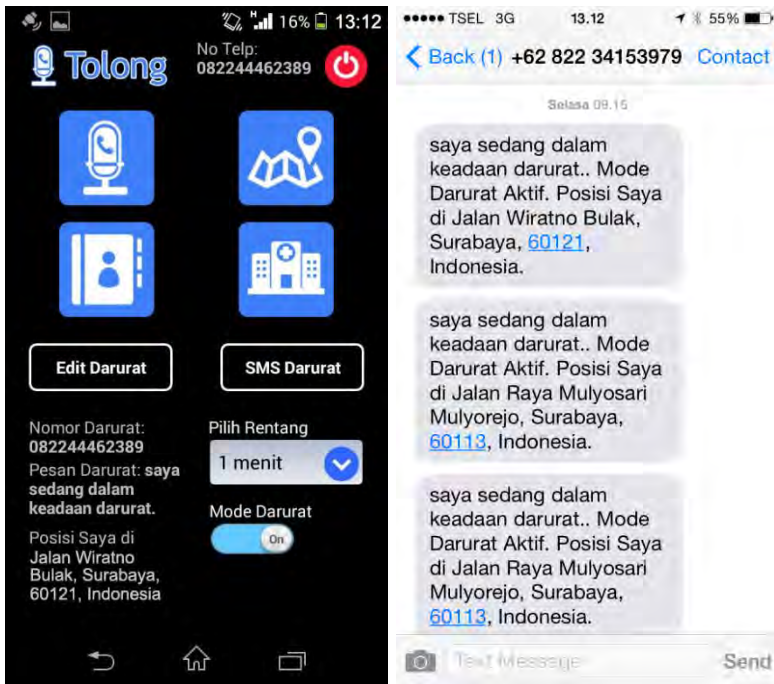 16% 13:12
Tolong
No Telp:
082244462389
Edit Darurat
SMS Darurat
Nomor Darurat:
082244462389
Pesan Darurat: saya
sedang dalam
keadaan darurat.
Posisi Saya di
Jalan Wiratno
Bulak, Surabaya,
60121, Indonesia
Pilih Rentang
1 menit
Mode Darurat
On
TSEL 3G 13.12 55%
Back (1) +62 822 34153979 Contact
Selasa 09.15
saya sedang dalam
keadaan darurat.. Mode
Darurat Aktif. Posisi Saya
di Jalan Wiratno Bulak,
Surabaya, 60121,
Indonesia.
saya sedang dalam
keadaan darurat.. Mode
Darurat Aktif. Posisi Saya
di Jalan Raya Mulyosari
Mulyorejo, Surabaya,
60113, Indonesia.
saya sedang dalam
keadaan darurat.. Mode
Darurat Aktif. Posisi Saya
di Jalan Raya Mulyosari
Mulyorejo, Surabaya,
60113, Indonesia.
Text Message Send